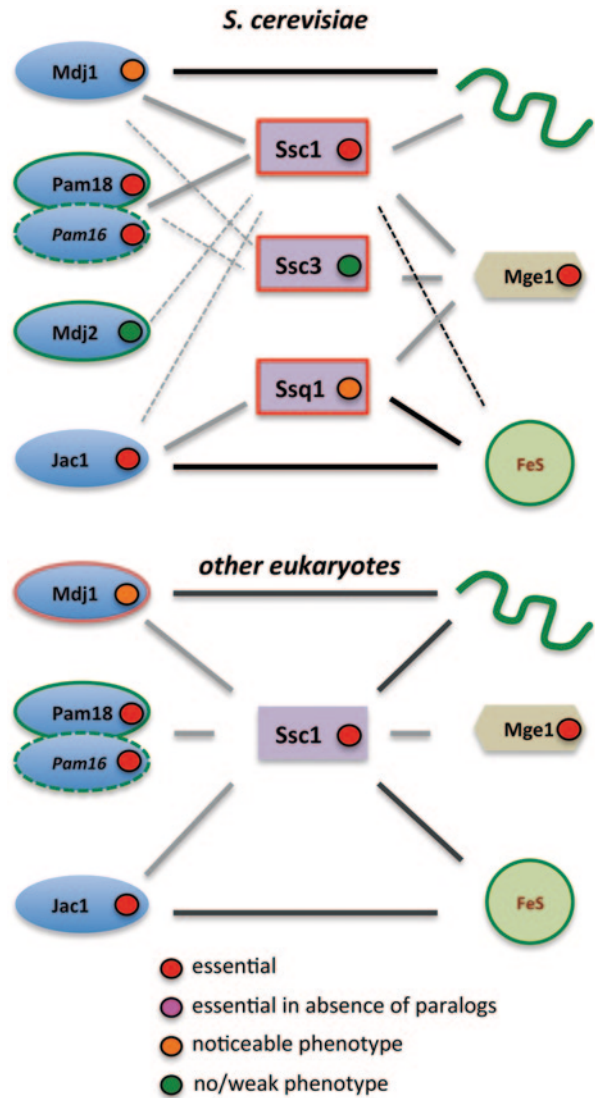 S. cerevisiae
Mdj1
Ssc1
Pam18
Pam16
Ssc3
Mge1
Mdj2
Ssq1
Jac1
FeS
other eukaryotes
Mdj1
Pam18
Ssc1
Mge1
Pam16
Jac1
FeS
essential
essential in absence of paralogs
noticeable phenotype
no/weak phenotype